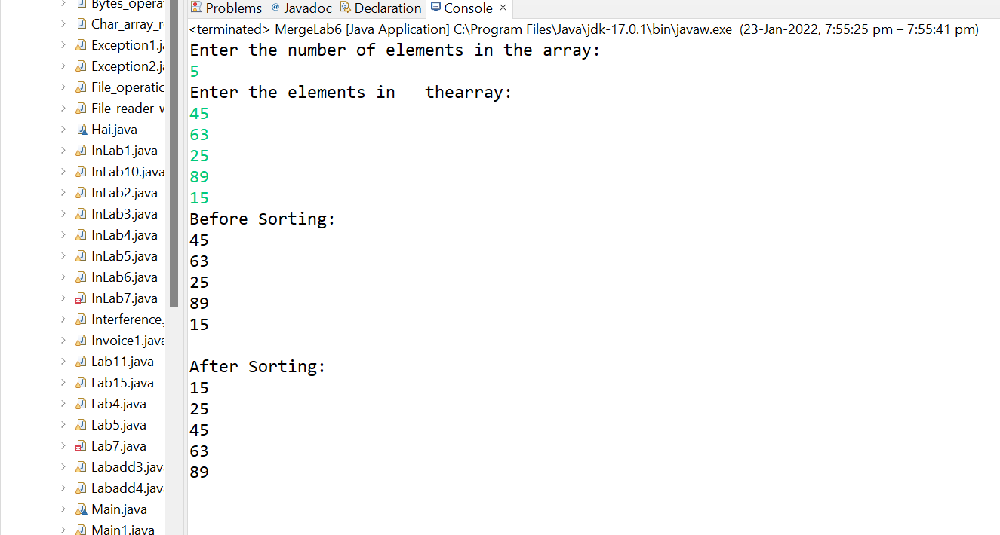 Bytes_opera
Char_array_r
Exception1.ja
Exception2.ja
File_operatic
File_reader_w
Hai.java
InLab1.java
InLab10.java
InLab2.java
InLab3.java
InLab4.java
InLab5.java
InLab6.java
InLab7.java
Interference.
Invoice1.java
Lab11.java
Lab15.java
Lab4.java
Lab5.java
Lab7.java
Labadd3.jav
Labadd4.jav
Main.java
Main1.java
Problems @ Javadoc Declaration Console ×
<terminated> MergeLab6 [Java Application] C:\Program Files\Java\jdk-17.0.1\bin\javaw.exe (23-Jan-2022, 7:55:25 pm – 7:55:41 pm)
Enter the number of elements in the array:
5
Enter the elements in   thearray:
45
63
25
89
15
Before Sorting:
45
63
25
89
15
After Sorting:
15
25
45
63
89